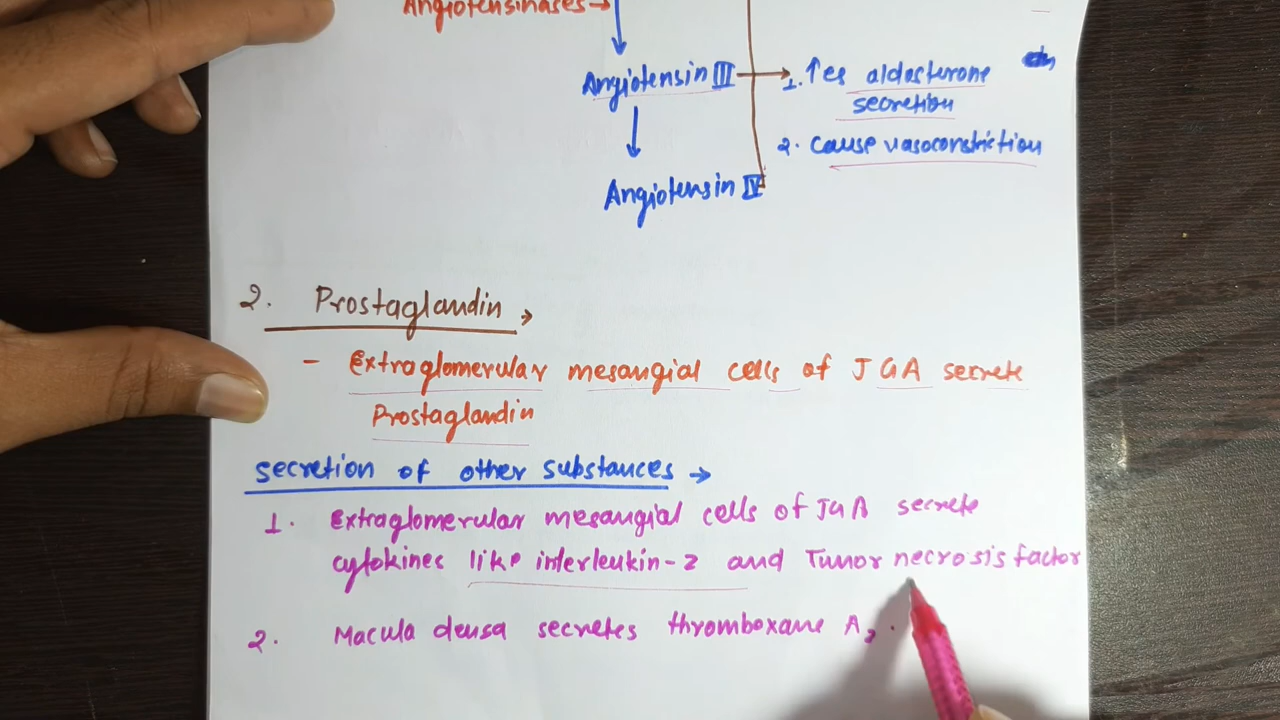 Angiotensinases→
Angiotensin III → 1. ↑es aldosterone
secretion
2. Cause vasoconstriction
Angiotensin IV
2. Prostaglandin →
- Extraglomerular mesangial cells of JGA secrete
Prostaglandin
secretion of other substances →
1. Extraglomerular mesangial cells of JGA secrete
cytokines like interleukin-2 and Tumor necrosis factor
2. Macula densa secretes thromboxane A2.